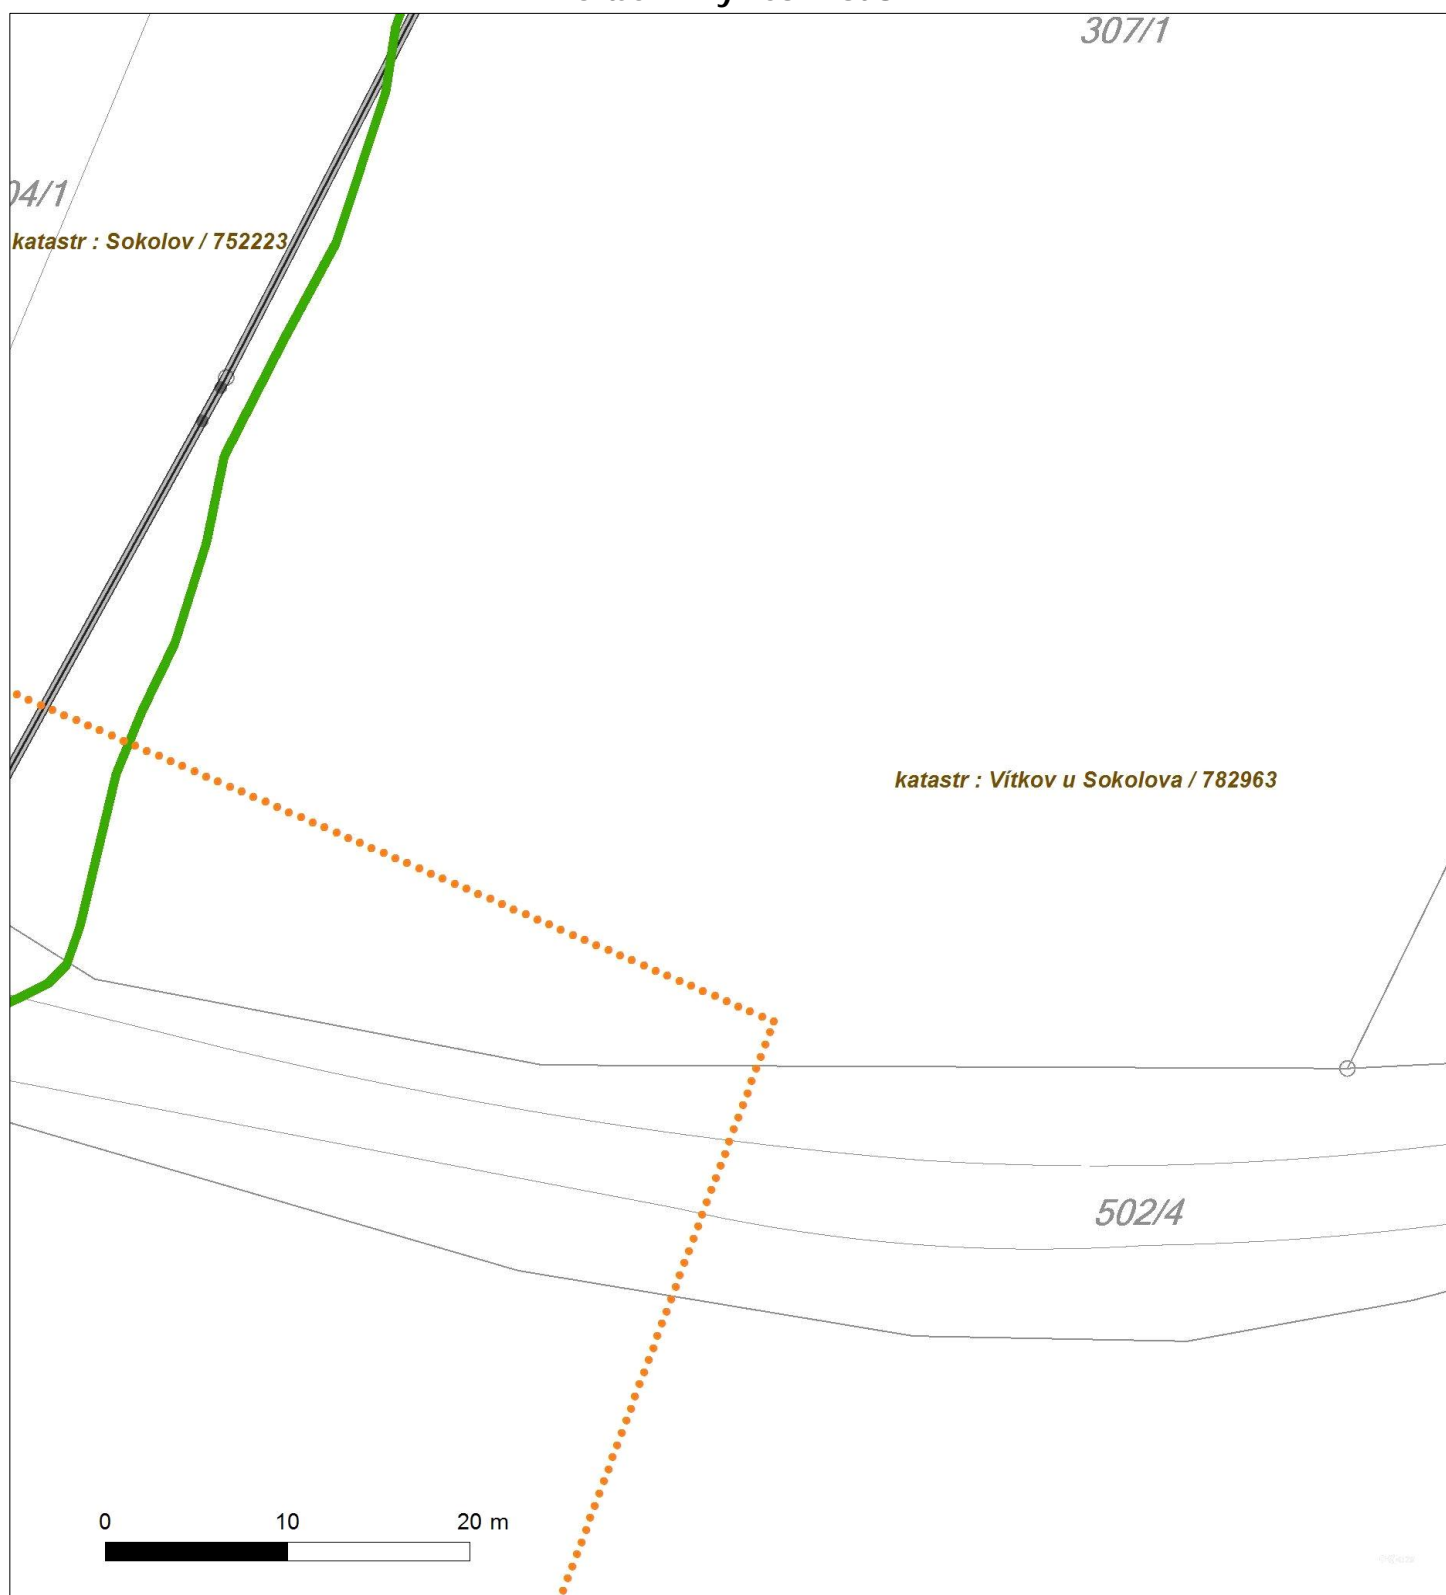 307/1
04/1
katastr : Sokolov / 752223
katastr : Vítkov u Sokolova / 782963
502/4
0 10 20 m